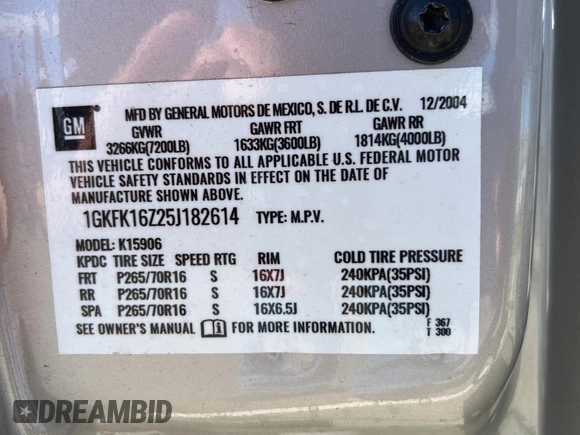 GM
MFD BY GENERAL MOTORS DE MEXICO, S. DE R.L. DE C.V. 12/2004
GVWR GAWR FRT GAWR RR
3266KG(7200LB) 1633KG(3600LB) 1814KG(4000LB)
THIS VEHICLE CONFORMS TO ALL APPLICABLE U.S. FEDERAL MOTOR
VEHICLE SAFETY STANDARDS IN EFFECT ON THE DATE OF
MANUFACTURE SHOWN ABOVE.
1GKFK16Z25J182614 TYPE: M.P.V.
MODEL: K15906
KPDC TIRE SIZE SPEED RTG RIM COLD TIRE PRESSURE
FRT P265/70R16 S 16X7J 240KPA(35PSI)
RR P265/70R16 S 16X7J 240KPA(35PSI)
SPA P265/70R16 S 16X6.5J 240KPA(35PSI)
SEE OWNER'S MANUAL FOR MORE INFORMATION. F 367
T 300
DREAMBID